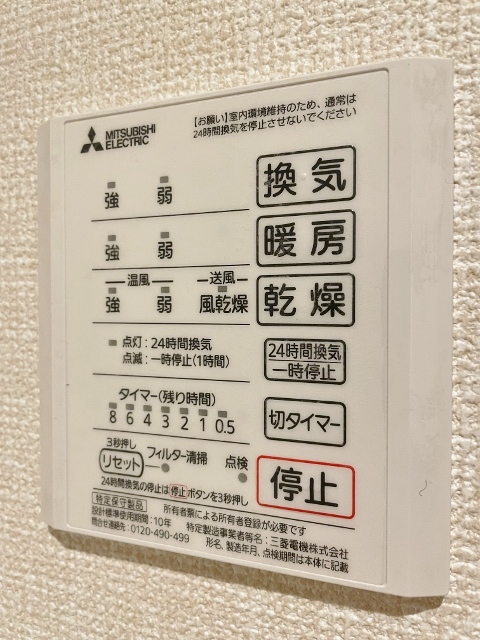 MITSUBISHI
ELECTRIC
【お願い】室内環境維持のため、通常は
24時間換気を停止させないでください
強 弱 換気
強 弱 暖房
温風 送風
強 弱 風乾燥 乾燥
点灯：24時間換気
点滅：一時停止(1時間)
24時間換気
一時停止
タイマー(残り時間)
8 6 4 3 2 1 0.5
切タイマー
3秒押し
リセット フィルター清掃 点検
停止
24時間換気の停止は停止ボタンを3秒押し
特定保守製品 所有者票による所有者登録が必要です
設計標準使用期間：10年 特定製造事業者等名：三菱電機株式会社
問合せ連絡先：0120-490-499 形名、製造年月、点検期間は本体に記載